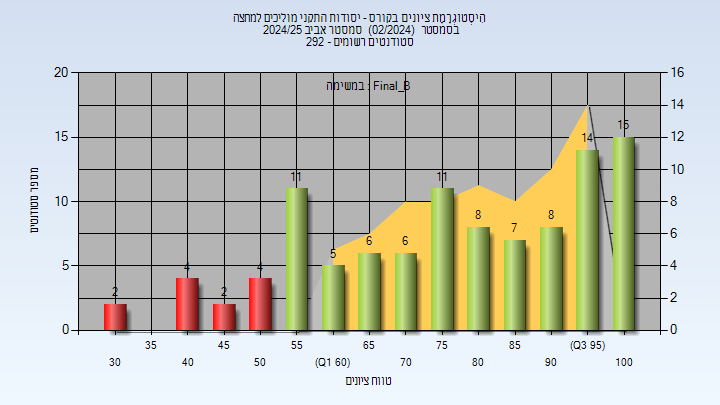 היסטוגרמת ציונים בקורס - יסודות התקני מוליכים למחצה
בסמסטר (02/2024) סמסטר אביב 2024/25
סטודנטים רשומים - 292
במשימה : Final_B
20 16
14
15 12
10
10 8
6
5 4
2
0 0
מספר סטודנטים
2 4 2 4 11 5 6 6 11 8 7 8 14 15
35 45 55 65 75 85 (Q3 95)
30 40 50 (Q1 60) 70 80 90 100
טווח ציונים